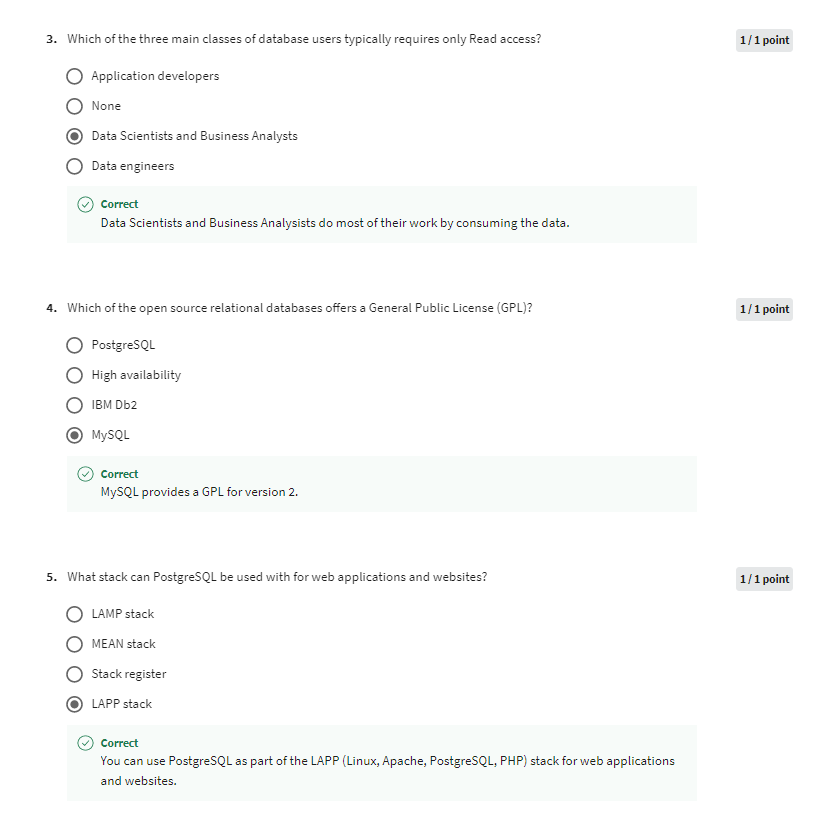 3. Which of the three main classes of database users typically requires only Read access?
1 / 1 point
Application developers
None
Data Scientists and Business Analysts
Data engineers
Correct
Data Scientists and Business Analysists do most of their work by consuming the data.
4. Which of the open source relational databases offers a General Public License (GPL)?
1 / 1 point
PostgreSQL
High availability
IBM Db2
MySQL
Correct
MySQL provides a GPL for version 2.
5. What stack can PostgreSQL be used with for web applications and websites?
1 / 1 point
LAMP stack
MEAN stack
Stack register
LAPP stack
Correct
You can use PostgreSQL as part of the LAPP (Linux, Apache, PostgreSQL, PHP) stack for web applications
and websites.